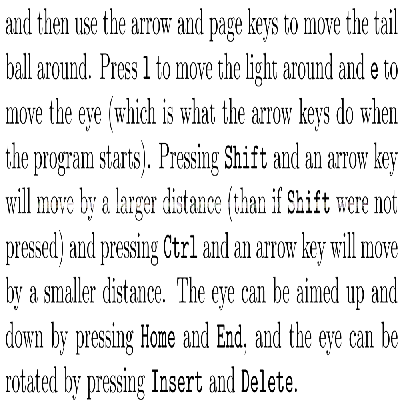 and then use the arrow and page keys to move the tail
ball around. Press l to move the light around and e to
move the eye (which is what the arrow keys do when
the program starts). Pressing Shift and an arrow key
will move by a larger distance (than if Shift were not
pressed) and pressing Ctrl and an arrow key will move
by a smaller distance. The eye can be aimed up and
down by pressing Home and End, and the eye can be
rotated by pressing Insert and Delete.